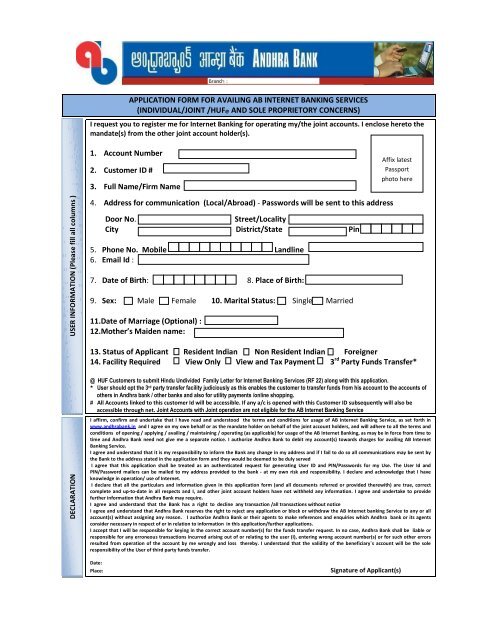 ఆంధ్రాబ్యాంక్ आन्ध्रा बैंक ANDHRA BANK
Branch :
APPLICATION FORM FOR AVAILING AB INTERNET BANKING SERVICES
(INDIVIDUAL/JOINT /HUF@ AND SOLE PROPRIETORY CONCERNS)
USER INFORMATION (Please fill all columns )
I request you to register me for Internet Banking for operating my/the joint accounts. I enclose hereto the
mandate(s) from the other joint account holder(s).
1. Account Number
2. Customer ID #
3. Full Name/Firm Name
Affix latest
Passport
photo here
4. Address for communication (Local/Abroad) - Passwords will be sent to this address
Door No. Street/Locality
City District/State Pin
5. Phone No. Mobile Landline
6. Email Id :
7. Date of Birth: 8. Place of Birth:
9. Sex: Male Female 10. Marital Status: Single Married
11.Date of Marriage (Optional) :
12.Mother's Maiden name:
13. Status of Applicant Resident Indian Non Resident Indian Foreigner
14. Facility Required View Only View and Tax Payment 3rd Party Funds Transfer*
@ HUF Customers to submit Hindu Undivided Family Letter for Internet Banking Services (RF 22) along with this application.
* User should opt the 3rd party transfer facility judiciously as this enables the customer to transfer funds from his account to the accounts of
others in Andhra bank / other banks and also for utility payments /online shopping.
# All Accounts linked to this customer id will be accessible. If any a/c is opened with this Customer ID subsequently will also be
accessible through net. Joint Accounts with Joint operation are not eligible for the AB Internet Banking Service
DECLARATION
I affirm, confirm and undertake that I have read and understood the terms and conditions for usage of AB Internet Banking Service, as set forth in
www.andhrabank.in and I agree on my own behalf or as the mandate holder on behalf of the joint account holders, and will adhere to all the terms and
conditions of opening / applying / availing / maintaining / operating (as applicable) for usage of the AB Internet Banking, as may be in force from time to
time and Andhra Bank need not give me a separate notice. I authorize Andhra Bank to debit my account(s) towards charges for availing AB Internet
Banking Service.
I agree and understand that it is my responsibility to inform the Bank any change in my address and if I fail to do so all communications may be sent by
the Bank to the address stated in the application form and they would be deemed to be duly served
I agree that this application shall be treated as an authenticated request for generating User ID and PIN/Passwords for my Use. The User Id and
PIN/Password mailers can be mailed to my address provided to the bank - at my own risk and responsibility. I declare and acknowledge that I have
knowledge in operation/ use of Internet.
I declare that all the particulars and information given in this application form (and all documents referred or provided therewith) are true, correct
complete and up-to-date in all respects and I, and other joint account holders have not withheld any information. I agree and undertake to provide
further information that Andhra Bank may require.
I agree and understand that the Bank has a right to decline any transaction /all transactions without notice
I agree and understand that Andhra Bank reserves the right to reject any application or block or withdraw the AB Internet banking Service to any or all
account(s) without assigning any reason. I authorise Andhra Bank or their agents to make references and enquiries which Andhra bank or its agents
consider necessary in respect of or in relation to information in this application/further applications.
I accept that I will be responsible for keying in the correct account number(s) for the funds transfer request. In no case, Andhra Bank shall be liable or
responsible for any erroneous transactions incurred arising out of or relating to the user (i), entering wrong account number(s) or for such other errors
resulted from operation of the account by me wrongly and loss thereby. I understand that the validity of the beneficiary's account will be the sole
responsibility of the User of third party funds transfer.
Date:
Place: Signature of Applicant(s)